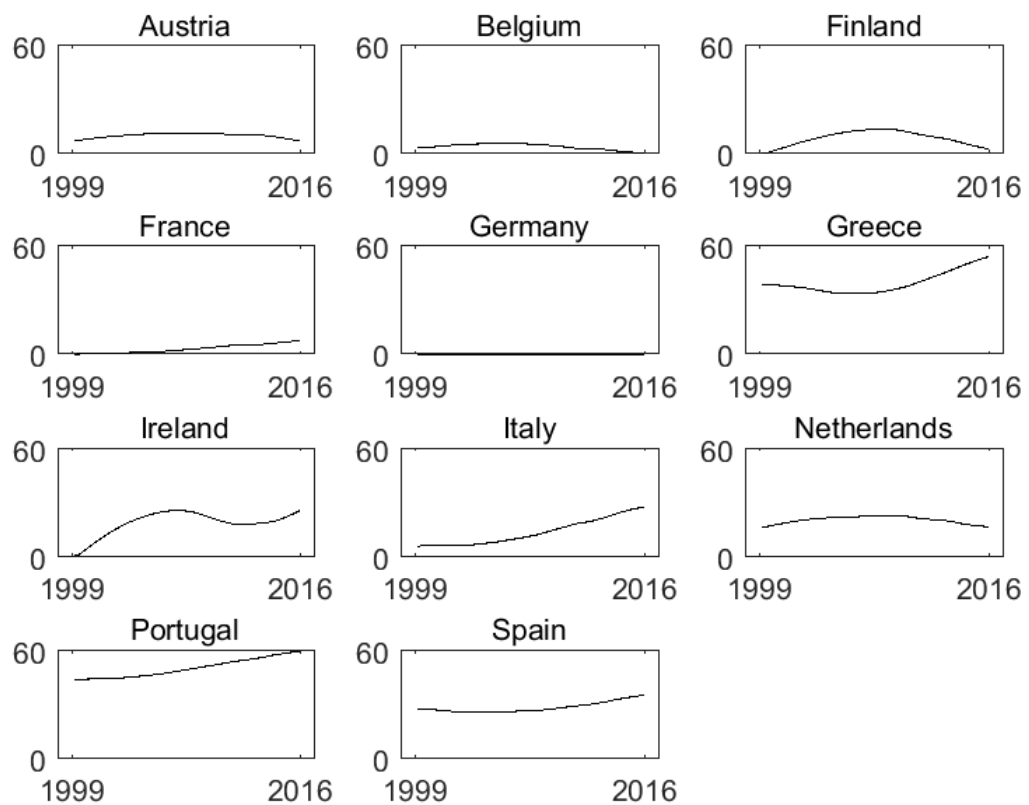 Austria Belgium Finland
60 60 60
0 0 0
1999 2016 1999 2016 1999 2016
France Germany Greece
60 60 60
0 0 0
1999 2016 1999 2016 1999 2016
Ireland Italy Netherlands
60 60 60
0 0 0
1999 2016 1999 2016 1999 2016
Portugal Spain
60 60
0 0
1999 2016 1999 2016